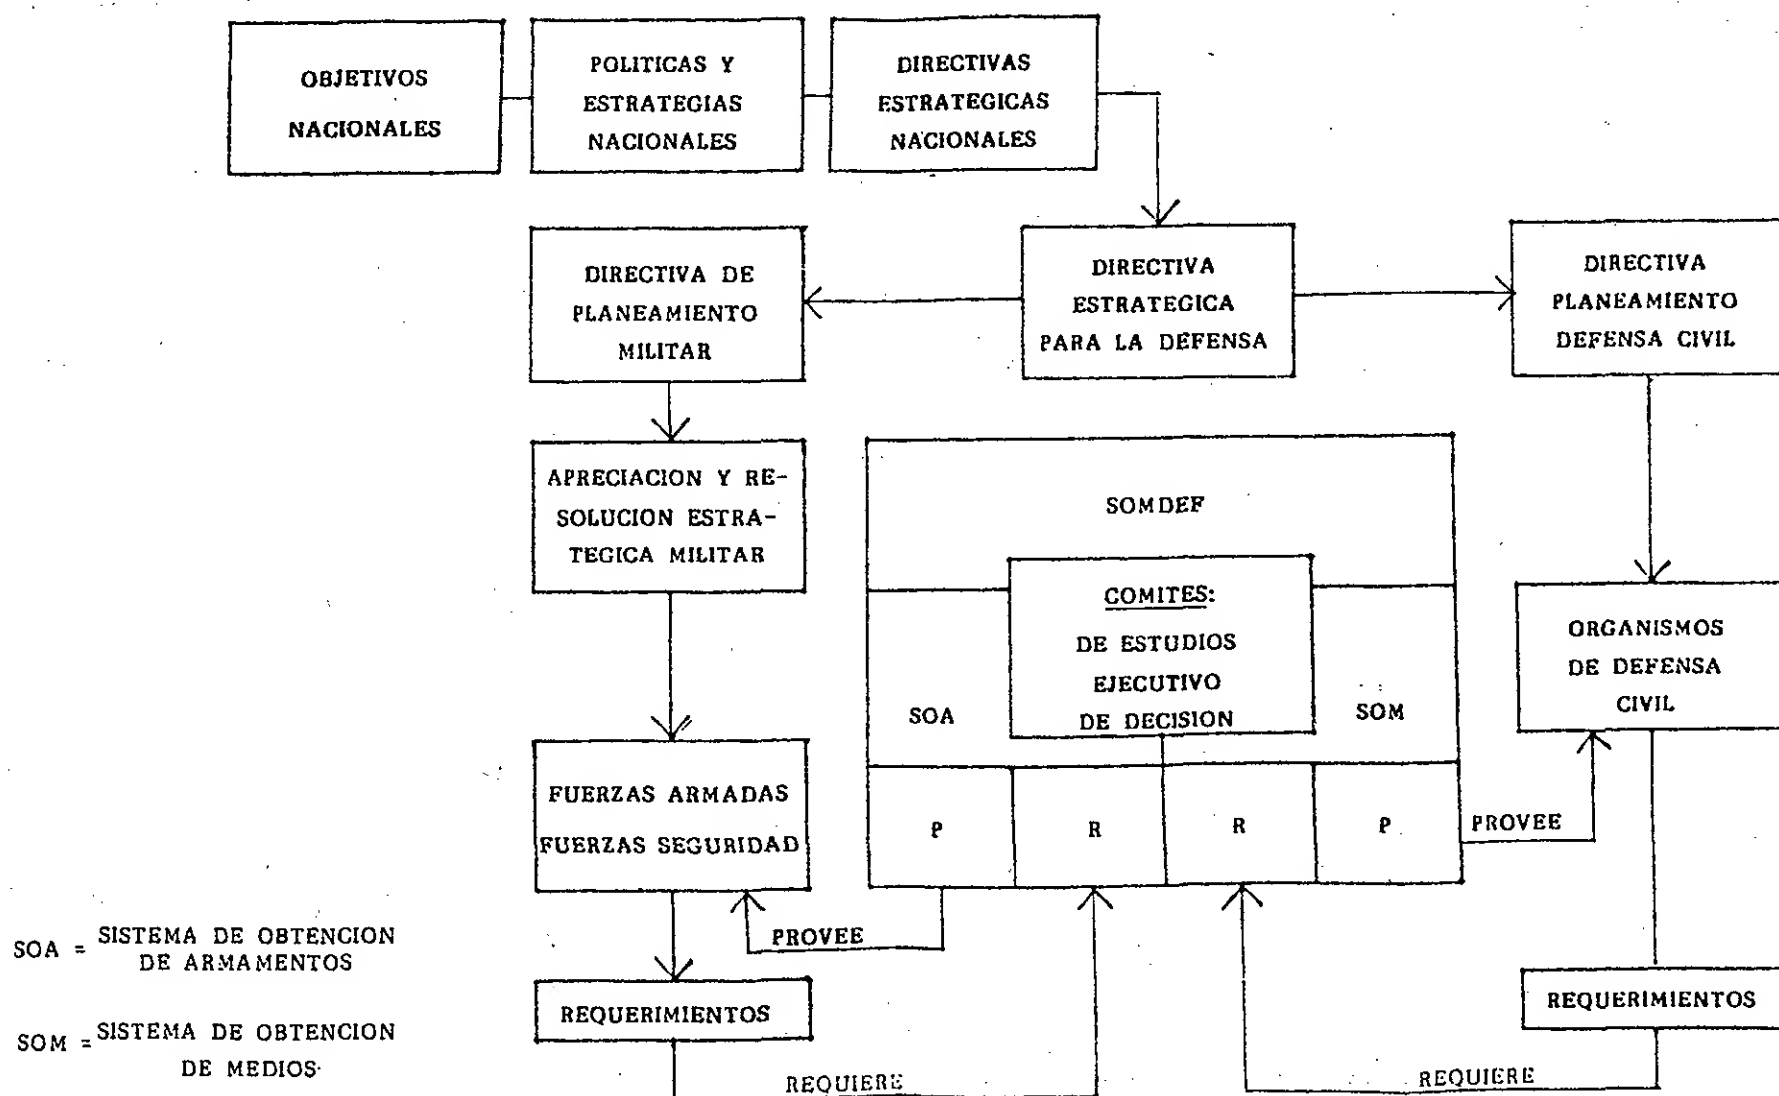 OBJETIVOS
NACIONALES
POLITICAS Y
ESTRATEGIAS
NACIONALES
DIRECTIVAS
ESTRATEGICAS
NACIONALES
DIRECTIVA DE
PLANEAMIENTO
MILITAR
DIRECTIVA
ESTRATEGICA
PARA LA DEFENSA
DIRECTIVA
PLANEAMIENTO
DEFENSA CIVIL
APRECIACION Y RE-
SOLUCION ESTRA-
TEGICA MILITAR
SOMDEF
COMITES:
DE ESTUDIOS
EJECUTIVO
DE DECISION
SOA
SOM
ORGANISMOS
DE DEFENSA
CIVIL
FUERZAS ARMADAS
FUERZAS SEGURIDAD
P
R
R
P
PROVEE
PROVEE
SOA = SISTEMA DE OBTENCION
DE ARMAMENTOS
REQUERIMIENTOS
REQUERIMIENTOS
SOM = SISTEMA DE OBTENCION
DE MEDIOS
REQUIERE
REQUIERE